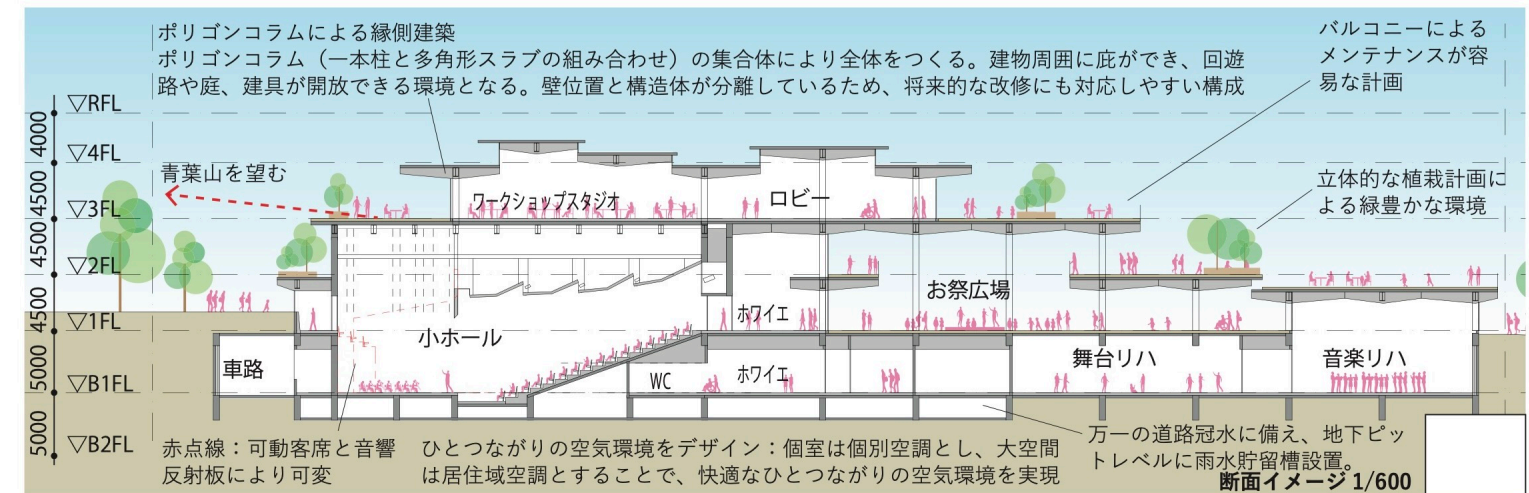 ポリゴンコラムによる縁側建築
ポリゴンコラム（一本柱と多角形スラブの組み合わせ）の集合体により全体をつくる。建物周囲に庇ができ、回遊
路や庭、建具が開放できる環境となる。壁位置と構造体が分離しているため、将来的な改修にも対応しやすい構成
バルコニーによる
メンテナンスが容
易な計画
▽RFL
4000
▽4FL
4500
▽3FL
4500
▽2FL
4500
▽1FL
5000
▽B1FL
5000
▽B2FL
青葉山を望む
ワークショップスタジオ
ロビー
立体的な植栽計画に
よる緑豊かな環境
お祭広場
ホワイエ
小ホール
車路
WC
ホワイエ
舞台リハ
音楽リハ
赤点線：可動客席と音響
反射板により可変
ひとつながりの空気環境をデザイン：個室は個別空調とし、大空間
は居住域空調とすることで、快適なひとつながりの空気環境を実現
万一の道路冠水に備え、地下ピッ
トレベルに雨水貯留槽設置。
断面イメージ 1/600